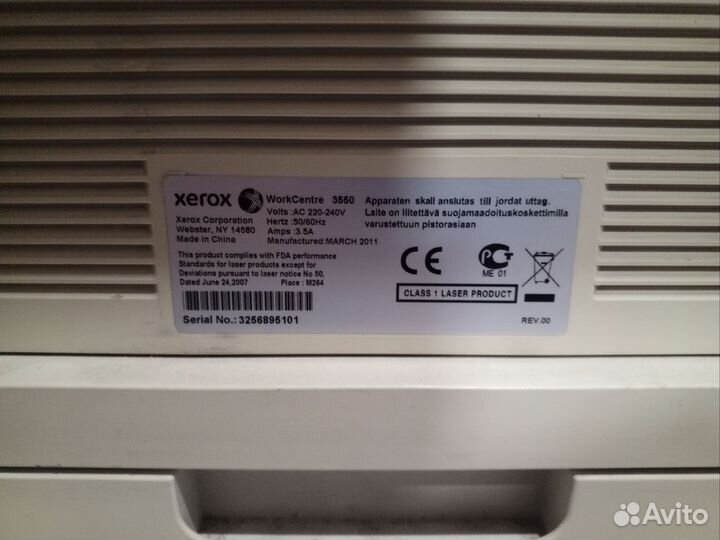 xerox WorkCentre 3550
Volts :AC 220-240V
Hertz :50/60Hz
Amps :3.5A
Manufactured:MARCH 2011
Xerox Corporation
Webster, NY 14580
Made in China
Apparaten skall anslutas till jordat uttag.
Laite on liitettävä suojamaadoituskoskettimilla
varustettuun pistorasiaan
This product complies with FDA performance
Standards for laser products except for
Deviations pursuant to laser notice No 50,
Dated June 24,2007 Place : M264
CE
РСТ
ME 01
CLASS 1 LASER PRODUCT
Serial No.: 3256895101
REV.00
Avito